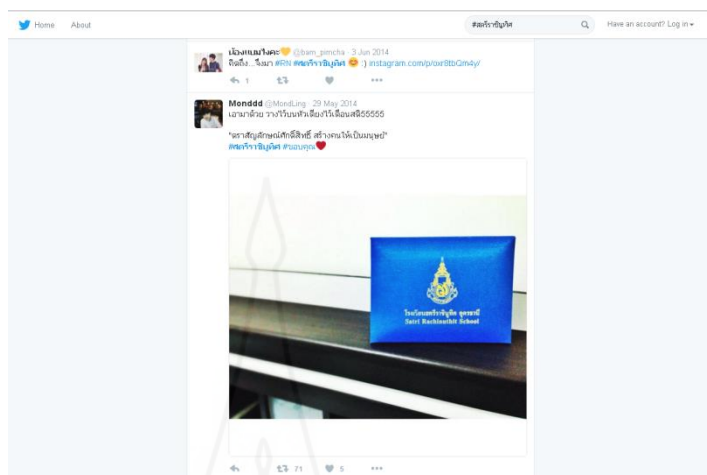 Home About #สตรีราชินูทิศ Have an account? Log in
น้องแบมไงคะ @bam_pimcha · 3 Jun 2014
คิดถึง...จึงมา #RN #สตรีราชินูทิศ :) instagram.com/p/oxr8tbQm4y/
1
Monddd @MondLing · 29 May 2014
เอามาด้วย วางไว้บนหัวเตียงไว้เตือนสติ55555
"ตราสัญลักษณ์ศักดิ์สิทธิ์ สร้างคนให้เป็นมนุษย์"
#สตรีราชินูทิศ #ขอบคุณ
โรงเรียนสตรีราชินูทิศ อุดรธานี
Satri Rachinuthit School
71 5